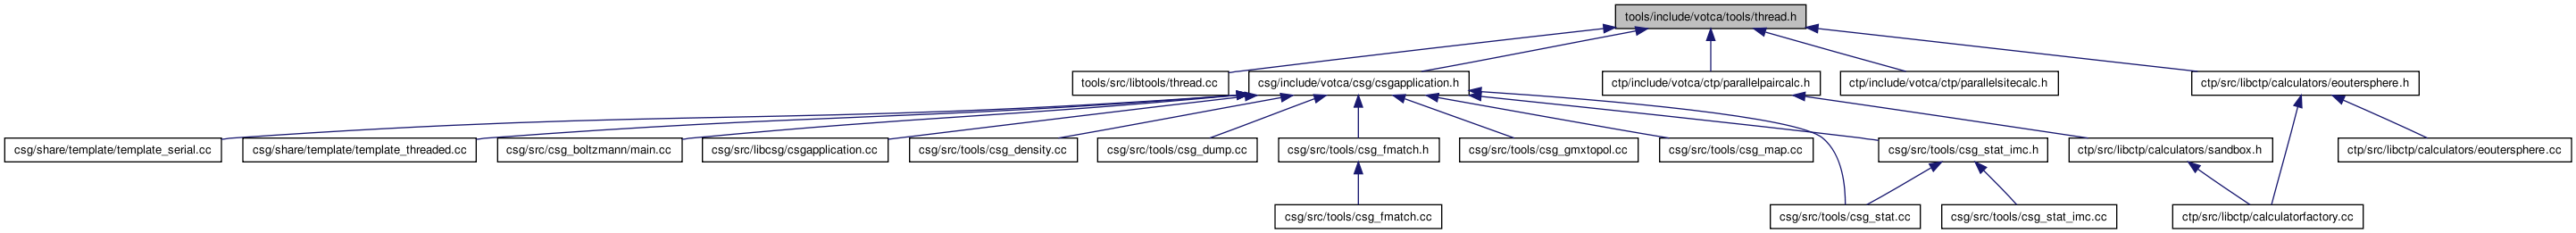 tools/include/votca/tools/thread.h
tools/src/libtools/thread.cc
csg/include/votca/csg/csgapplication.h
ctp/include/votca/ctp/parallelpaircalc.h
ctp/include/votca/ctp/parallelsitecalc.h
ctp/src/libctp/calculators/eoutersphere.h
csg/share/template/template_serial.cc
csg/share/template/template_threaded.cc
csg/src/csg_boltzmann/main.cc
csg/src/libcsg/csgapplication.cc
csg/src/tools/csg_density.cc
csg/src/tools/csg_dump.cc
csg/src/tools/csg_fmatch.h
csg/src/tools/csg_gmxtopol.cc
csg/src/tools/csg_map.cc
csg/src/tools/csg_stat_imc.h
ctp/src/libctp/calculators/sandbox.h
ctp/src/libctp/calculators/eoutersphere.cc
csg/src/tools/csg_fmatch.cc
csg/src/tools/csg_stat.cc
csg/src/tools/csg_stat_imc.cc
ctp/src/libctp/calculatorfactory.cc